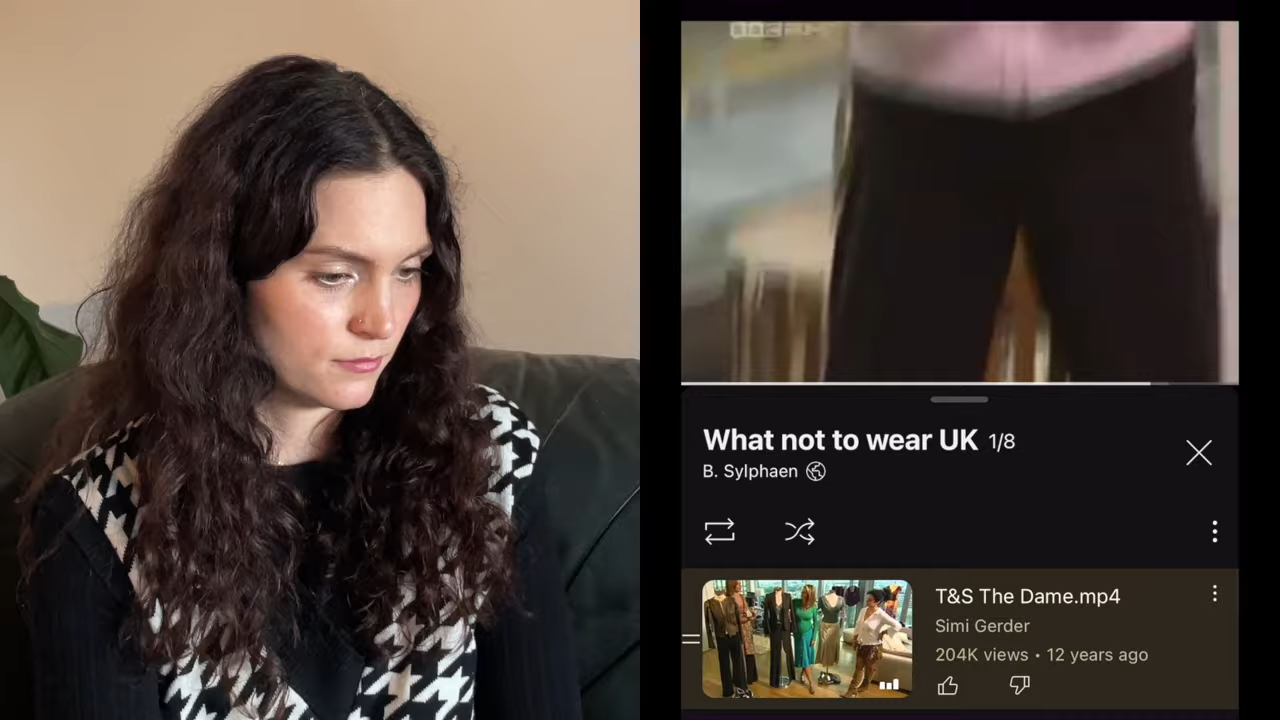 What not to wear UK 1/8
B. Sylphaen
T&S The Dame.mp4
Simi Gerder
204K views • 12 years ago